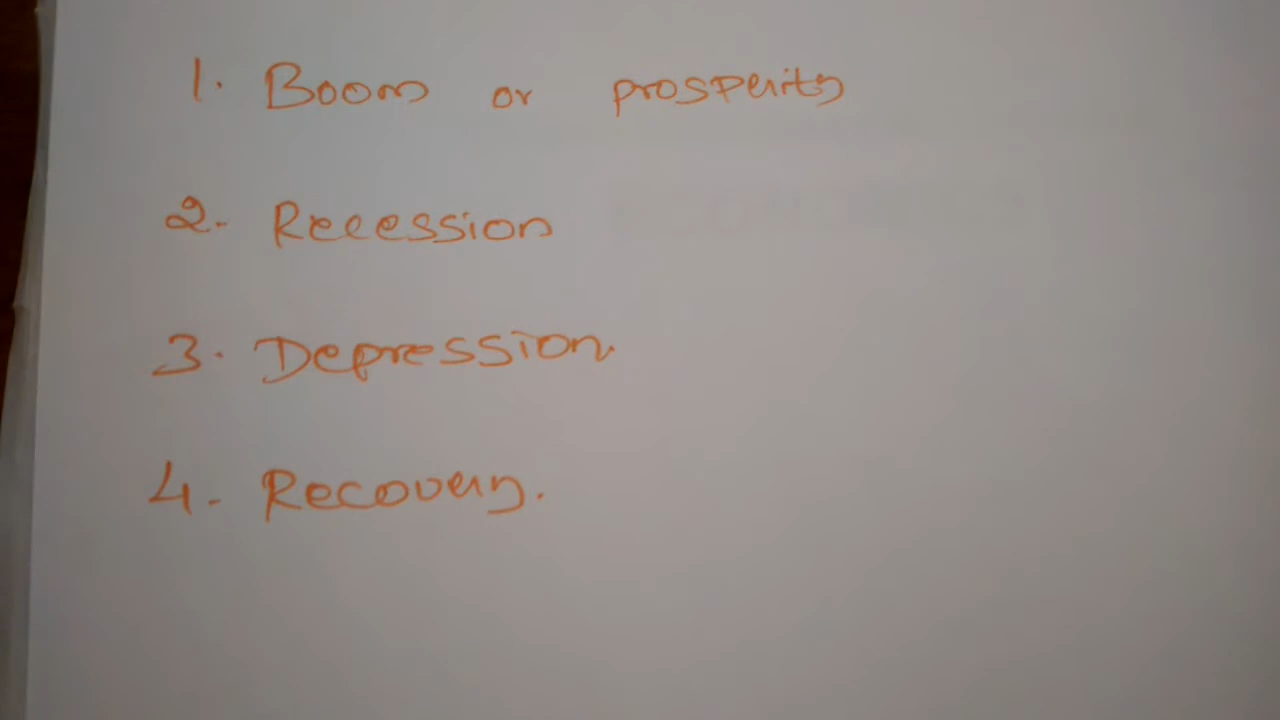 1. Boom or prosperity
2. Recession
3. Depression.
4. Recovery.